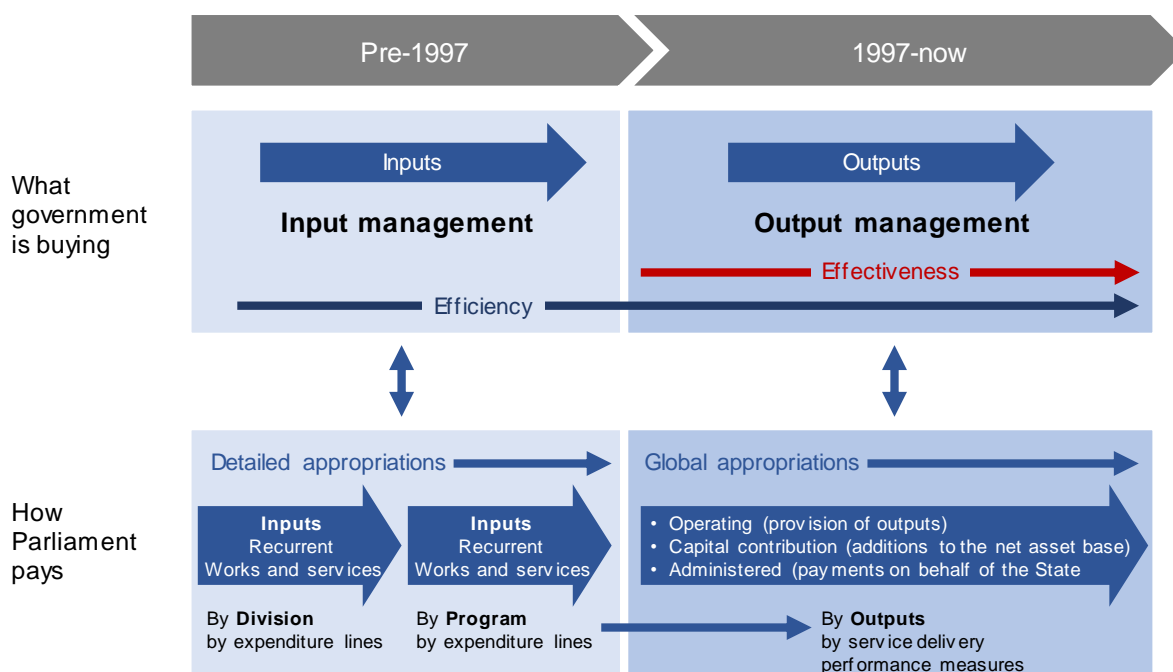 Pre-1997
1997-now
What
government
is buying
Inputs
Input management
Outputs
Output management
Effectiveness
Efficiency
How
Parliament
pays
Detailed appropriations
Inputs
Recurrent
Works and services
By Division
by expenditure lines
Inputs
Recurrent
Works and services
By Program
by expenditure lines
Global appropriations
• Operating (provision of outputs)
• Capital contribution (additions to the net asset base)
• Administered (payments on behalf of the State
By Outputs
by service delivery
performance measures